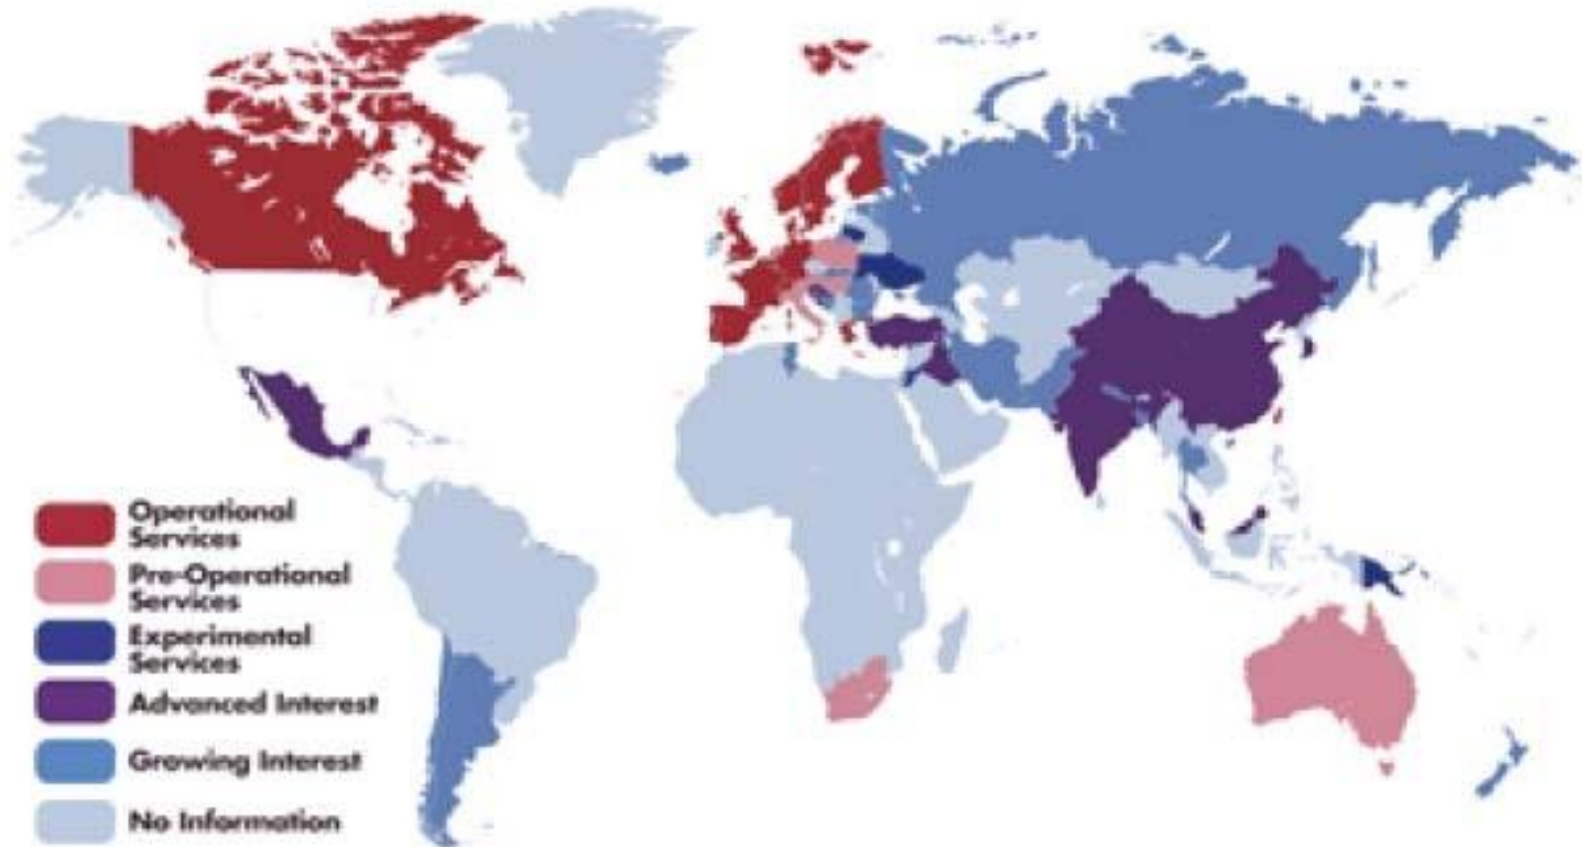 Operational
Services
Pre-Operational
Services
Experimental
Services
Advanced Interest
Growing Interest
No Information